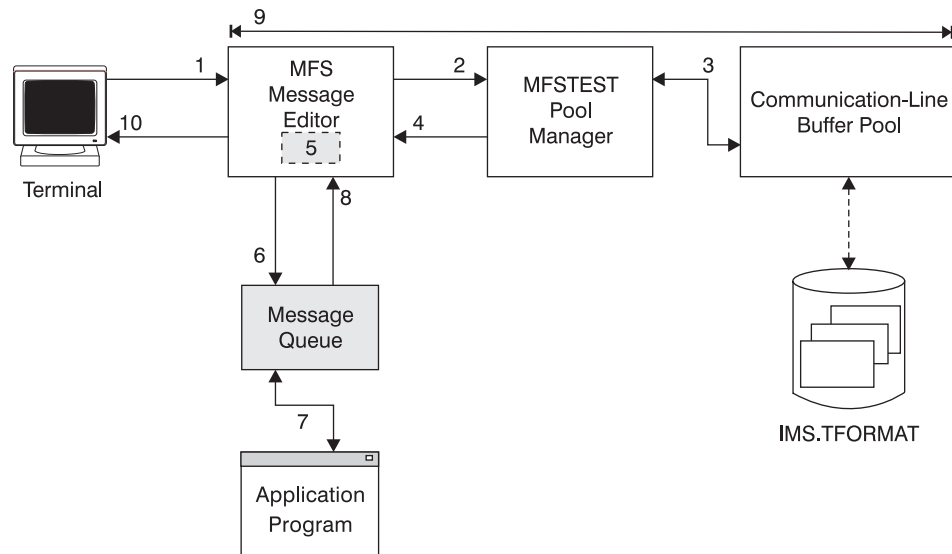 9
1
MFS
Message
Editor
5
2
MFSTEST
Pool
Manager
3
Communication-Line
Buffer Pool
10
4
Terminal
8
6
Message
Queue
7
IMS.TFORMAT
Application
Program